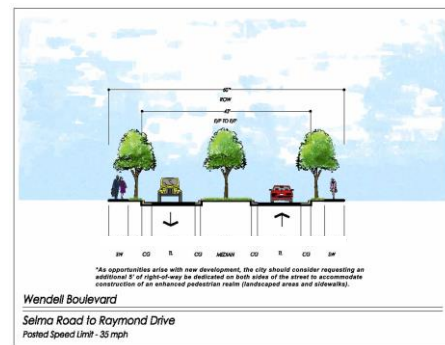 60'*
ROW
43'
F/F TO F/F
SW CG TL CG MEDIAN CG TL CG SW
*As opportunities arise with new development, the city should consider requesting an
additional 5' of right-of-way be dedicated on both sides of the street to accommodate
construction of an enhanced pedestrian realm (landscaped areas and sidewalks).
Wendell Boulevard
Selma Road to Raymond Drive
Posted Speed Limit - 35 mph